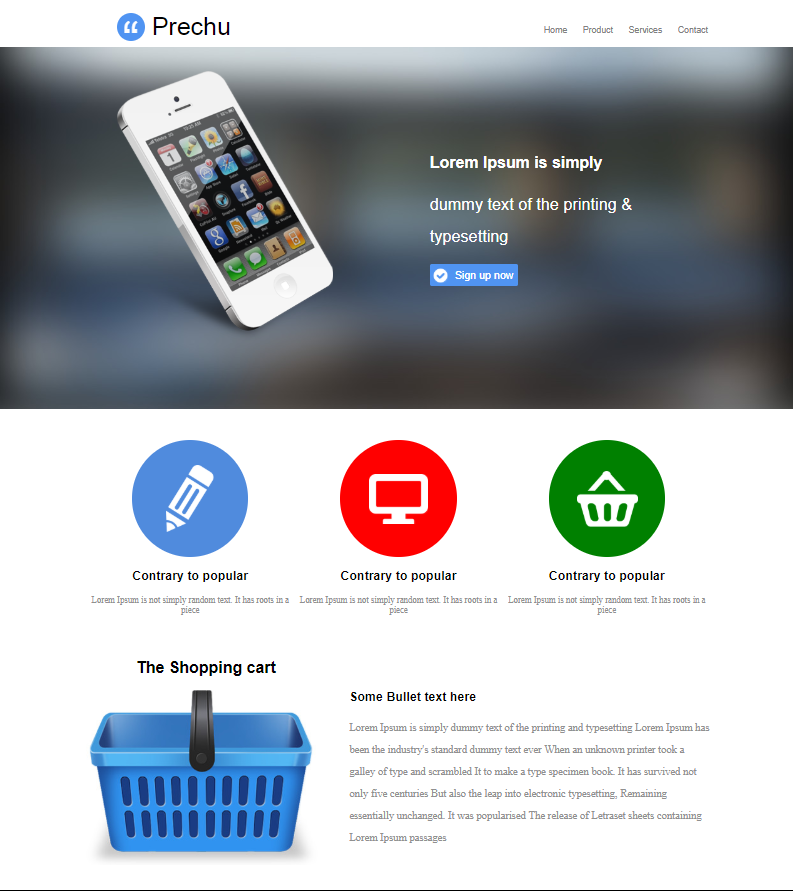 Prechu
Home Product Services Contact
Lorem Ipsum is simply
dummy text of the printing &
typesetting
Sign up now
Contrary to popular
Lorem Ipsum is not simply random text. It has roots in a
piece
Contrary to popular
Lorem Ipsum is not simply random text. It has roots in a
piece
Contrary to popular
Lorem Ipsum is not simply random text. It has roots in a
piece
The Shopping cart
Some Bullet text here
Lorem Ipsum is simply dummy text of the printing and typesetting Lorem Ipsum has
been the industry's standard dummy text ever When an unknown printer took a
galley of type and scrambled It to make a type specimen book. It has survived not
only five centuries But also the leap into electronic typesetting, Remaining
essentially unchanged. It was popularised The release of Letraset sheets containing
Lorem Ipsum passages